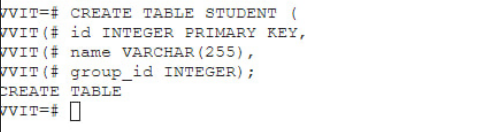 VVIT=# CREATE TABLE STUDENT (
VVIT(# id INTEGER PRIMARY KEY,
VVIT(# name VARCHAR(255),
VVIT(# group_id INTEGER);
CREATE TABLE
VVIT=#